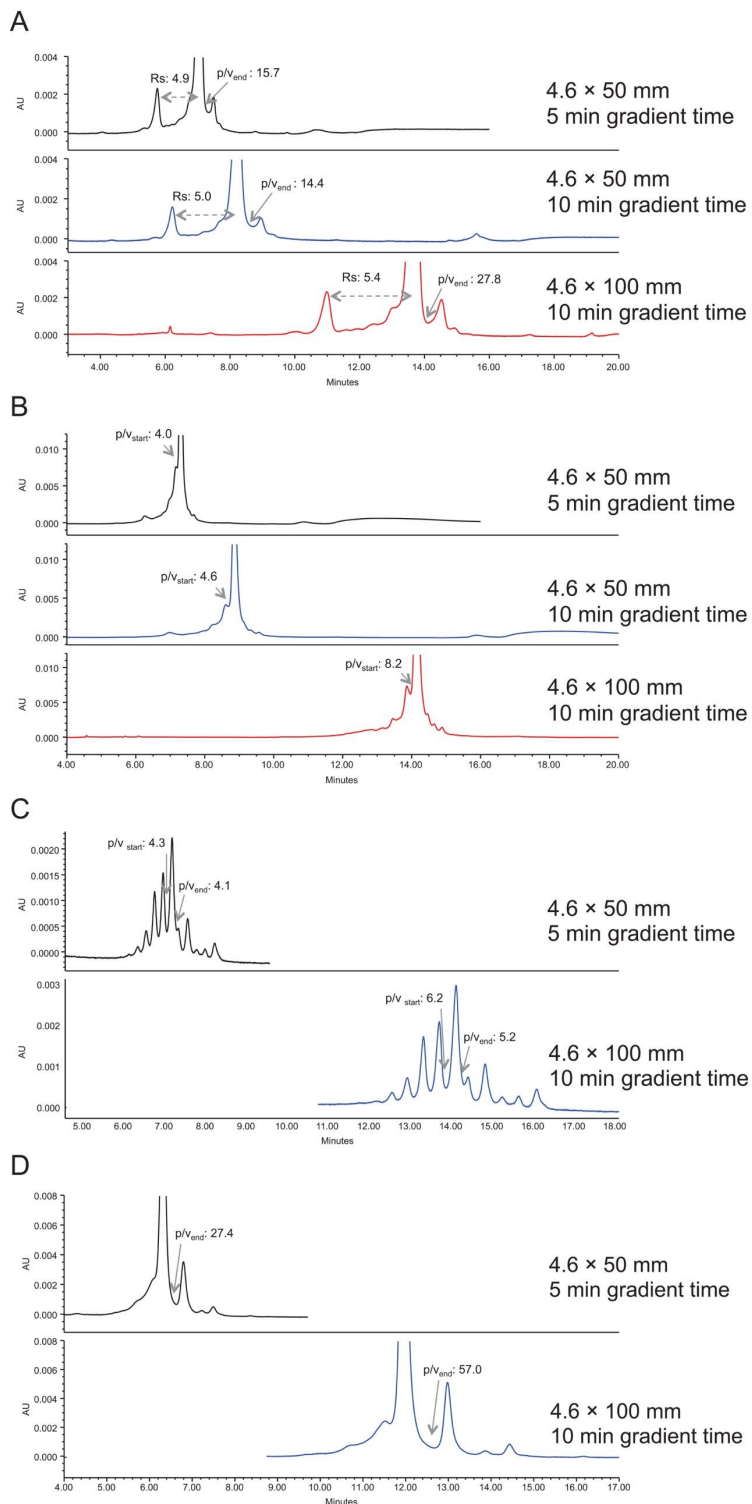 A
0.004
0.002
0.000
AU
Rs: 4.9
p/vend : 15.7
4.6 × 50 mm
5 min gradient time
0.004
0.002
0.000
AU
Rs: 5.0
p/vend : 14.4
4.6 × 50 mm
10 min gradient time
0.004
0.002
0.000
AU
Rs: 5.4
p/vend : 27.8
4.6 × 100 mm
10 min gradient time
4.00 6.00 8.00 10.00 12.00 14.00 16.00 18.00 20.00
Minutes
B
0.010
0.005
0.000
AU
p/vstart: 4.0
4.6 × 50 mm
5 min gradient time
0.010
0.005
0.000
AU
p/vstart: 4.6
4.6 × 50 mm
10 min gradient time
0.010
0.005
0.000
AU
p/vstart: 8.2
4.6 × 100 mm
10 min gradient time
4.00 6.00 8.00 10.00 12.00 14.00 16.00 18.00 20.00
Minutes
C
0.0020
0.0015
0.0010
0.0005
0.0000
AU
p/v start: 4.3
p/vend: 4.1
4.6 × 50 mm
5 min gradient time
0.003
0.002
0.001
0.000
AU
p/v start: 6.2
p/vend: 5.2
4.6 × 100 mm
10 min gradient time
5.00 6.00 7.00 8.00 9.00 10.00 11.00 12.00 13.00 14.00 15.00 16.00 17.00 18.00
Minutes
D
0.008
0.006
0.004
0.002
0.000
AU
p/vend: 27.4
4.6 × 50 mm
5 min gradient time
0.008
0.006
0.004
0.002
0.000
AU
p/vend: 57.0
4.6 × 100 mm
10 min gradient time
4.00 5.00 6.00 7.00 8.00 9.00 10.00 11.00 12.00 13.00 14.00 15.00 16.00 17.00
Minutes